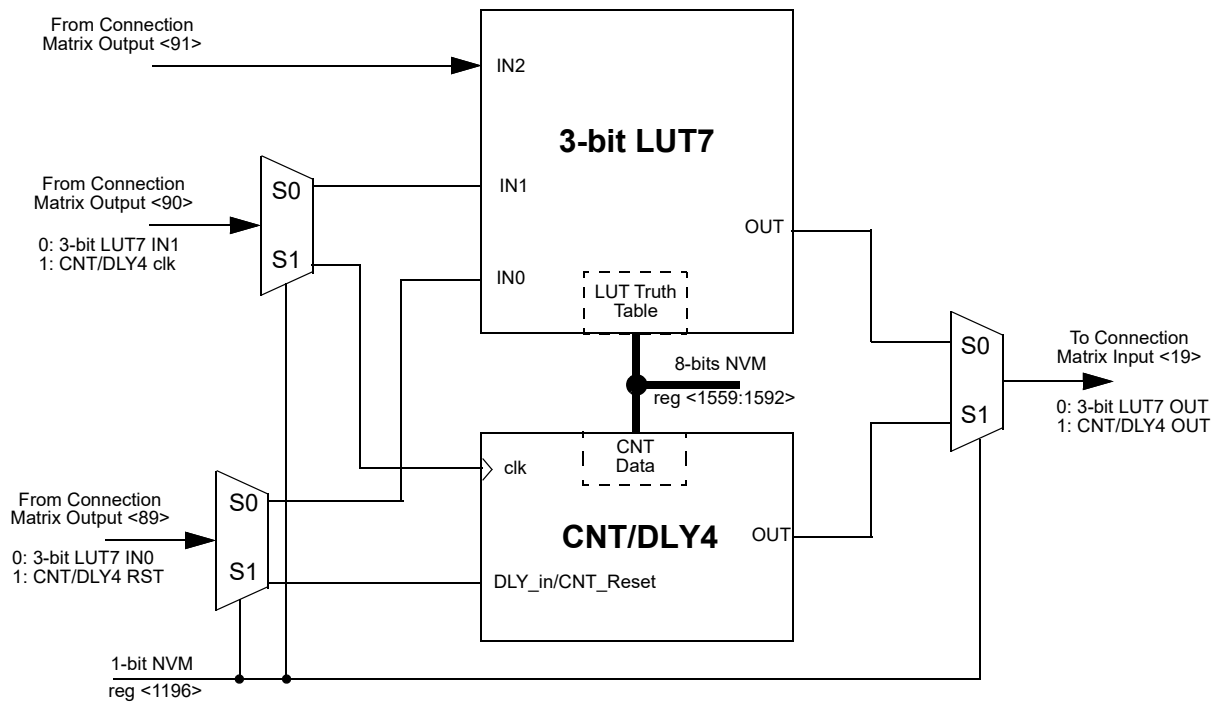 From Connection
Matrix Output <91>
IN2
3-bit LUT7
From Connection
Matrix Output <90>
0: 3-bit LUT7 IN1
1: CNT/DLY4 clk
S0
S1
IN1
IN0
OUT
LUT Truth
Table
8-bits NVM
reg <1559:1592>
S0
S1
To Connection
Matrix Input <19>
0: 3-bit LUT7 OUT
1: CNT/DLY4 OUT
CNT
Data
clk
CNT/DLY4
OUT
DLY_in/CNT_Reset
From Connection
Matrix Output <89>
0: 3-bit LUT7 IN0
1: CNT/DLY4 RST
S0
S1
1-bit NVM
reg <1196>